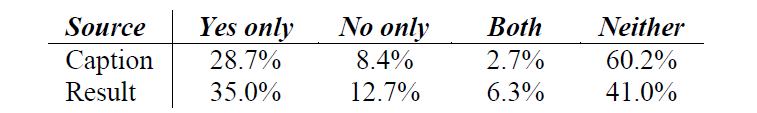 Source Yes only No only Both Neither
Caption 28.7% 8.4% 2.7% 60.2%
Result 35.0% 12.7% 6.3% 41.0%